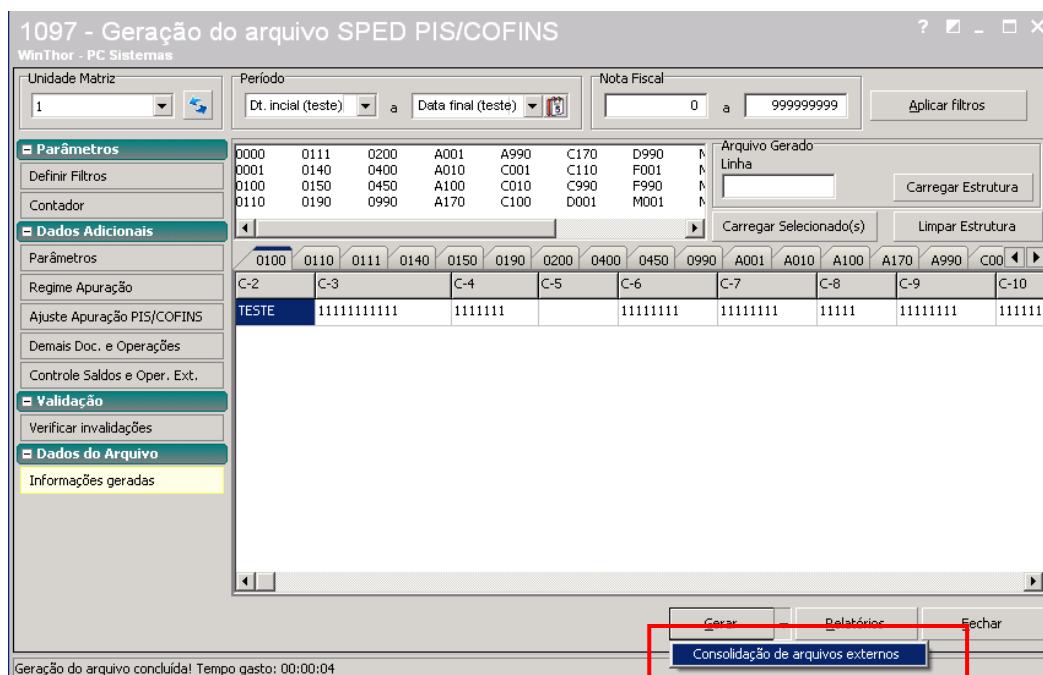 1097 - Geração do arquivo SPED PIS/COFINS
WinThor - PC Sistemas
Unidade Matriz
1
Período
Dt. incial (teste) a Data final (teste)
Nota Fiscal
0 a 999999999
Aplicar filtros
Parâmetros
Definir Filtros
Contador
Dados Adicionais
Parâmetros
Regime Apuração
Ajuste Apuração PIS/COFINS
Demais Doc. e Operações
Controle Saldos e Oper. Ext.
Validação
Verificar invalidações
Dados do Arquivo
Informações geradas
0000 0111 0200 A001 A990 C170 D990
0001 0140 0400 A010 C001 C110 F001
0100 0150 0450 A100 C010 C990 F990
0110 0190 0990 A170 C100 D001 M001
Arquivo Gerado
Linha
Carregar Estrutura
Carregar Selecionado(s) Limpar Estrutura
0100 0110 0111 0140 0150 0190 0200 0400 0450 0990 A001 A010 A100 A170 A990 C00
C-2 C-3 C-4 C-5 C-6 C-7 C-8 C-9 C-10
TESTE 11111111111 1111111 11111111 11111111 11111 11111111 111111
Gerar Relatórios Fechar
Consolidação de arquivos externos
Geração do arquivo concluída! Tempo gasto: 00:00:04